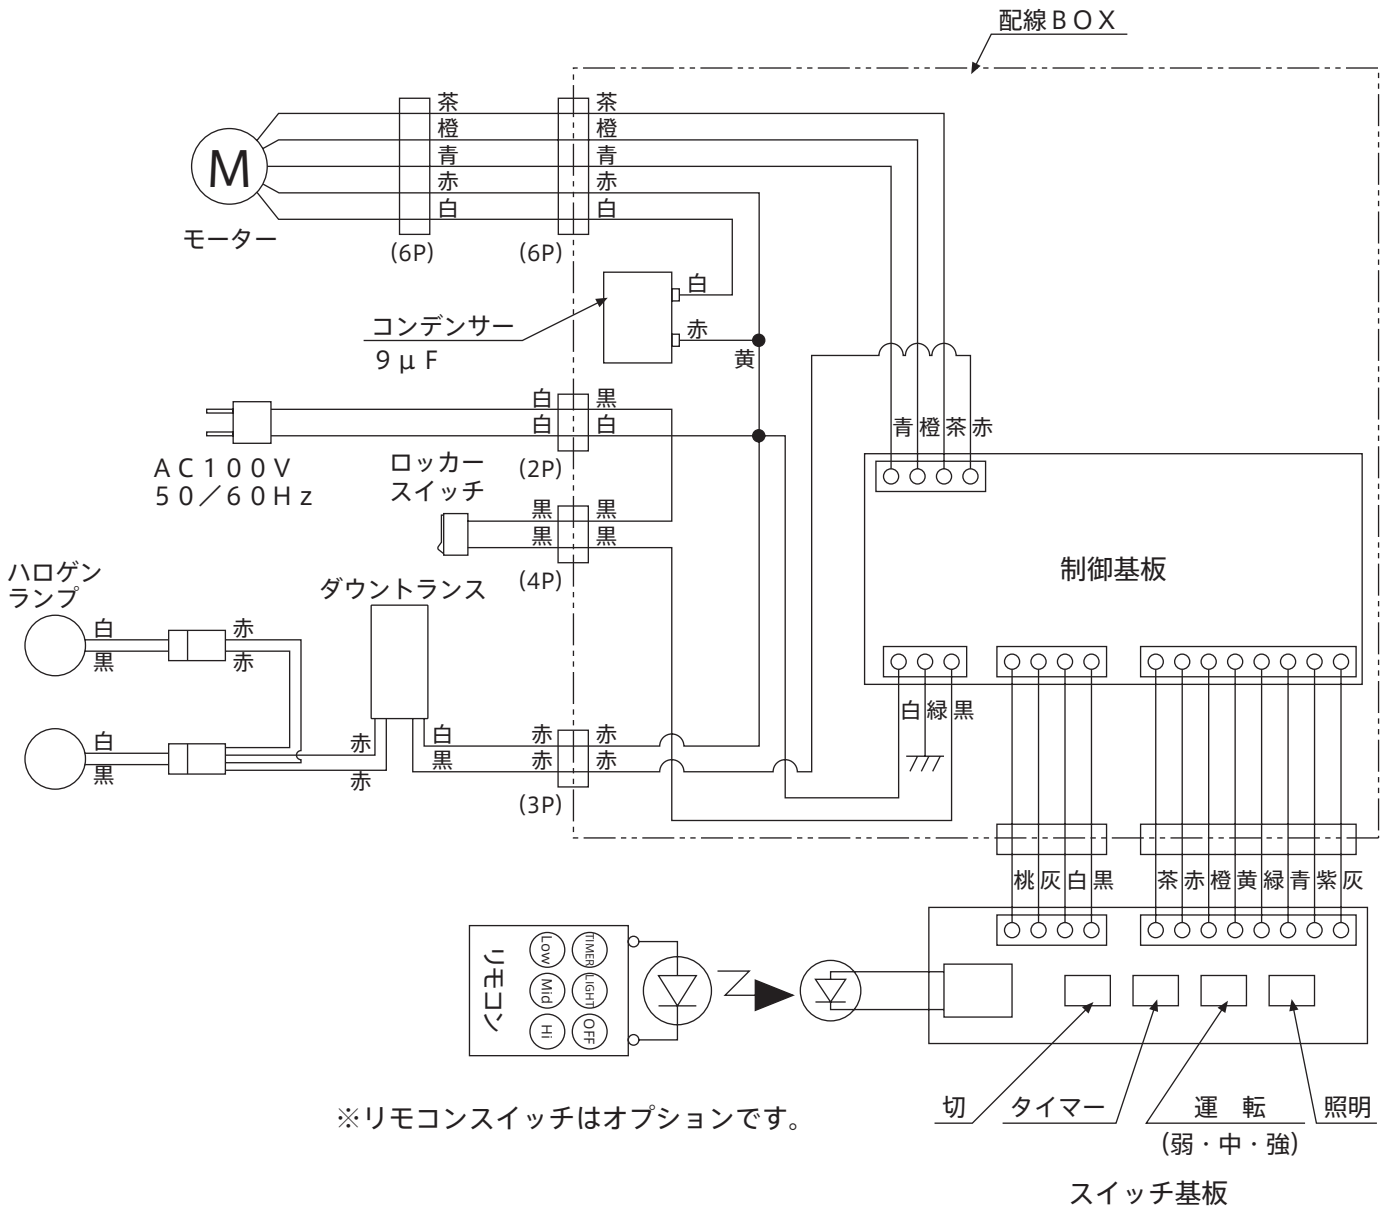 配線ＢＯＸ
茶
橙
青
赤
白
茶
橙
青
赤
白
M
モーター
(6P)
(6P)
白
赤
黄
コンデンサー
９μＦ
青
橙
茶
赤
白
白
黒
白
(2P)
ＡＣ１００Ｖ
５０／６０Ｈｚ
ロッカー
スイッチ
黒
黒
黒
黒
(4P)
制御基板
ハロゲン
ランプ
白
黒
赤
赤
ダウントランス
白
黒
赤
赤
白
黒
赤
赤
赤
赤
(3P)
白
緑
黒
桃
灰
白
黒
茶
赤
橙
黄
緑
青
紫
灰
リモコン
Low
Mid
Hi
TIMER
LIGHT
OFF
切
タイマー
運　転
(弱・中・強)
照明
※リモコンスイッチはオプションです。
スイッチ基板